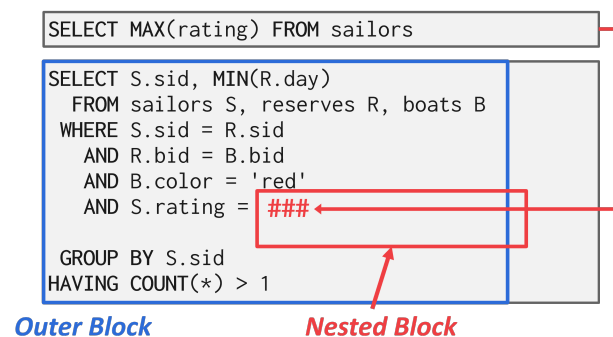 SELECT MAX(rating) FROM sailors
SELECT S.sid, MIN(R.day)
FROM sailors S, reserves R, boats B
WHERE S.sid = R.sid
AND R.bid = B.bid
AND B.color = 'red'
AND S.rating = ###
GROUP BY S.sid
HAVING COUNT(*) > 1
Outer Block
Nested Block